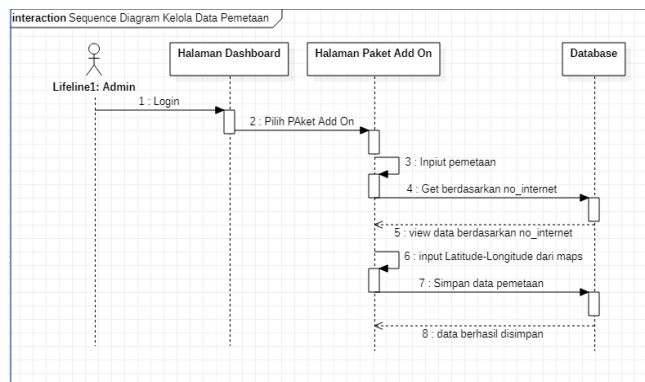 interaction Sequence Diagram Kelola Data Pemetaan
Halaman Dashboard
Halaman Paket Add On
Database
Lifeline1: Admin
1 : Login
2 : Pilih PAket Add On
3 : Inpiut pemetaan
4 : Get berdasarkan no_internet
5 : view data berdasarkan no_internet
6 : input Latitude-Longitude dari maps
7 : Simpan data pemetaan
8 : data berhasil disimpan